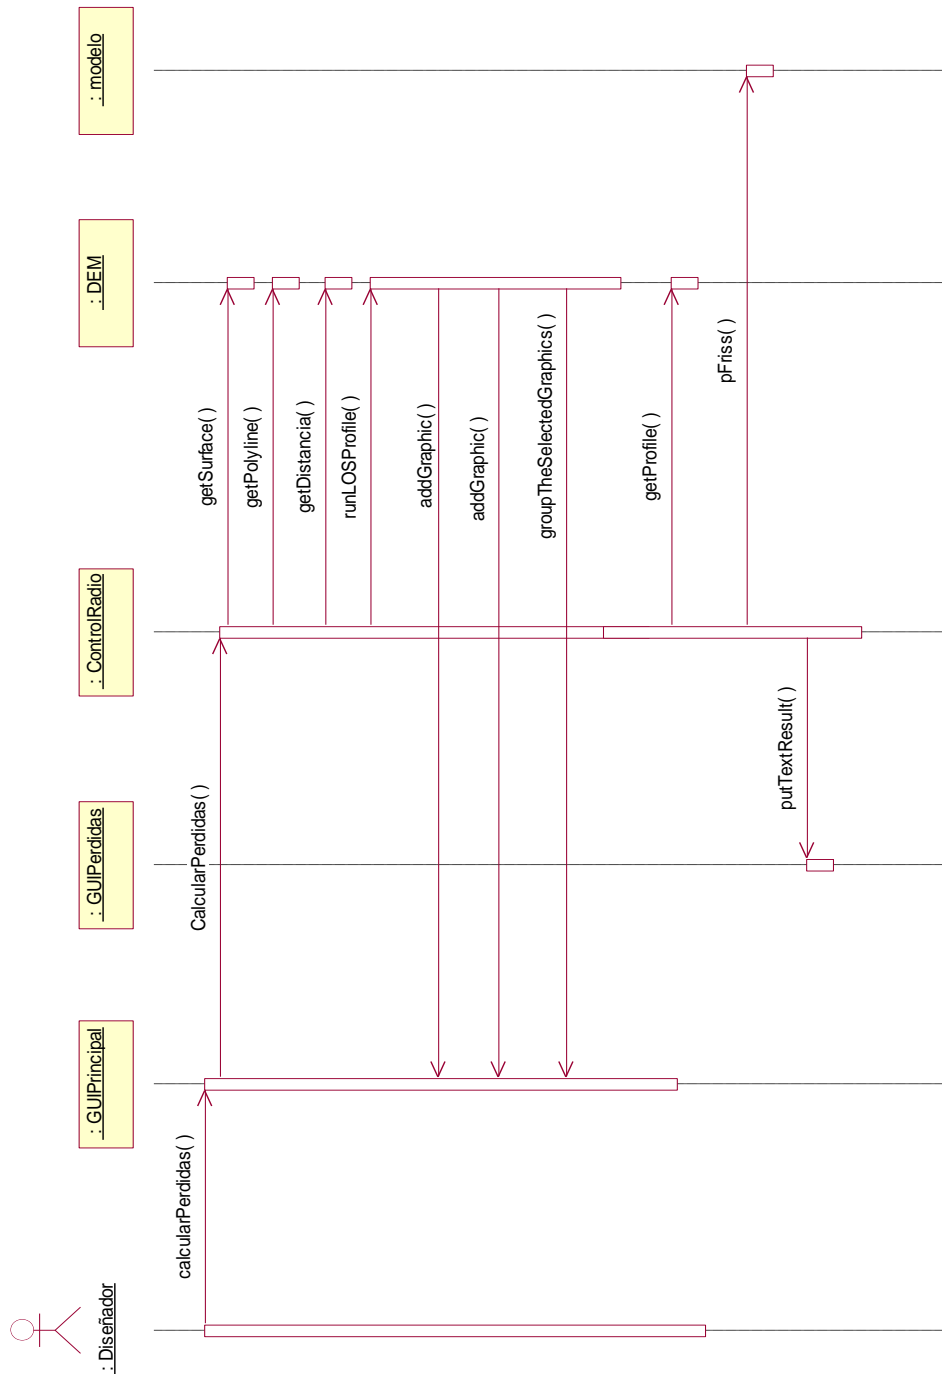 : Diseñador
: GUIPrincipal
: GUIPerdidas
: ControlRadio
: DEM
: modelo
calcularPerdidas( )
CalcularPerdidas( )
getSurface( )
getPolyline( )
getDistancia( )
runLOSProfile( )
addGraphic( )
addGraphic( )
groupTheSelectedGraphics( )
getProfile( )
pFriss( )
putTextResult( )